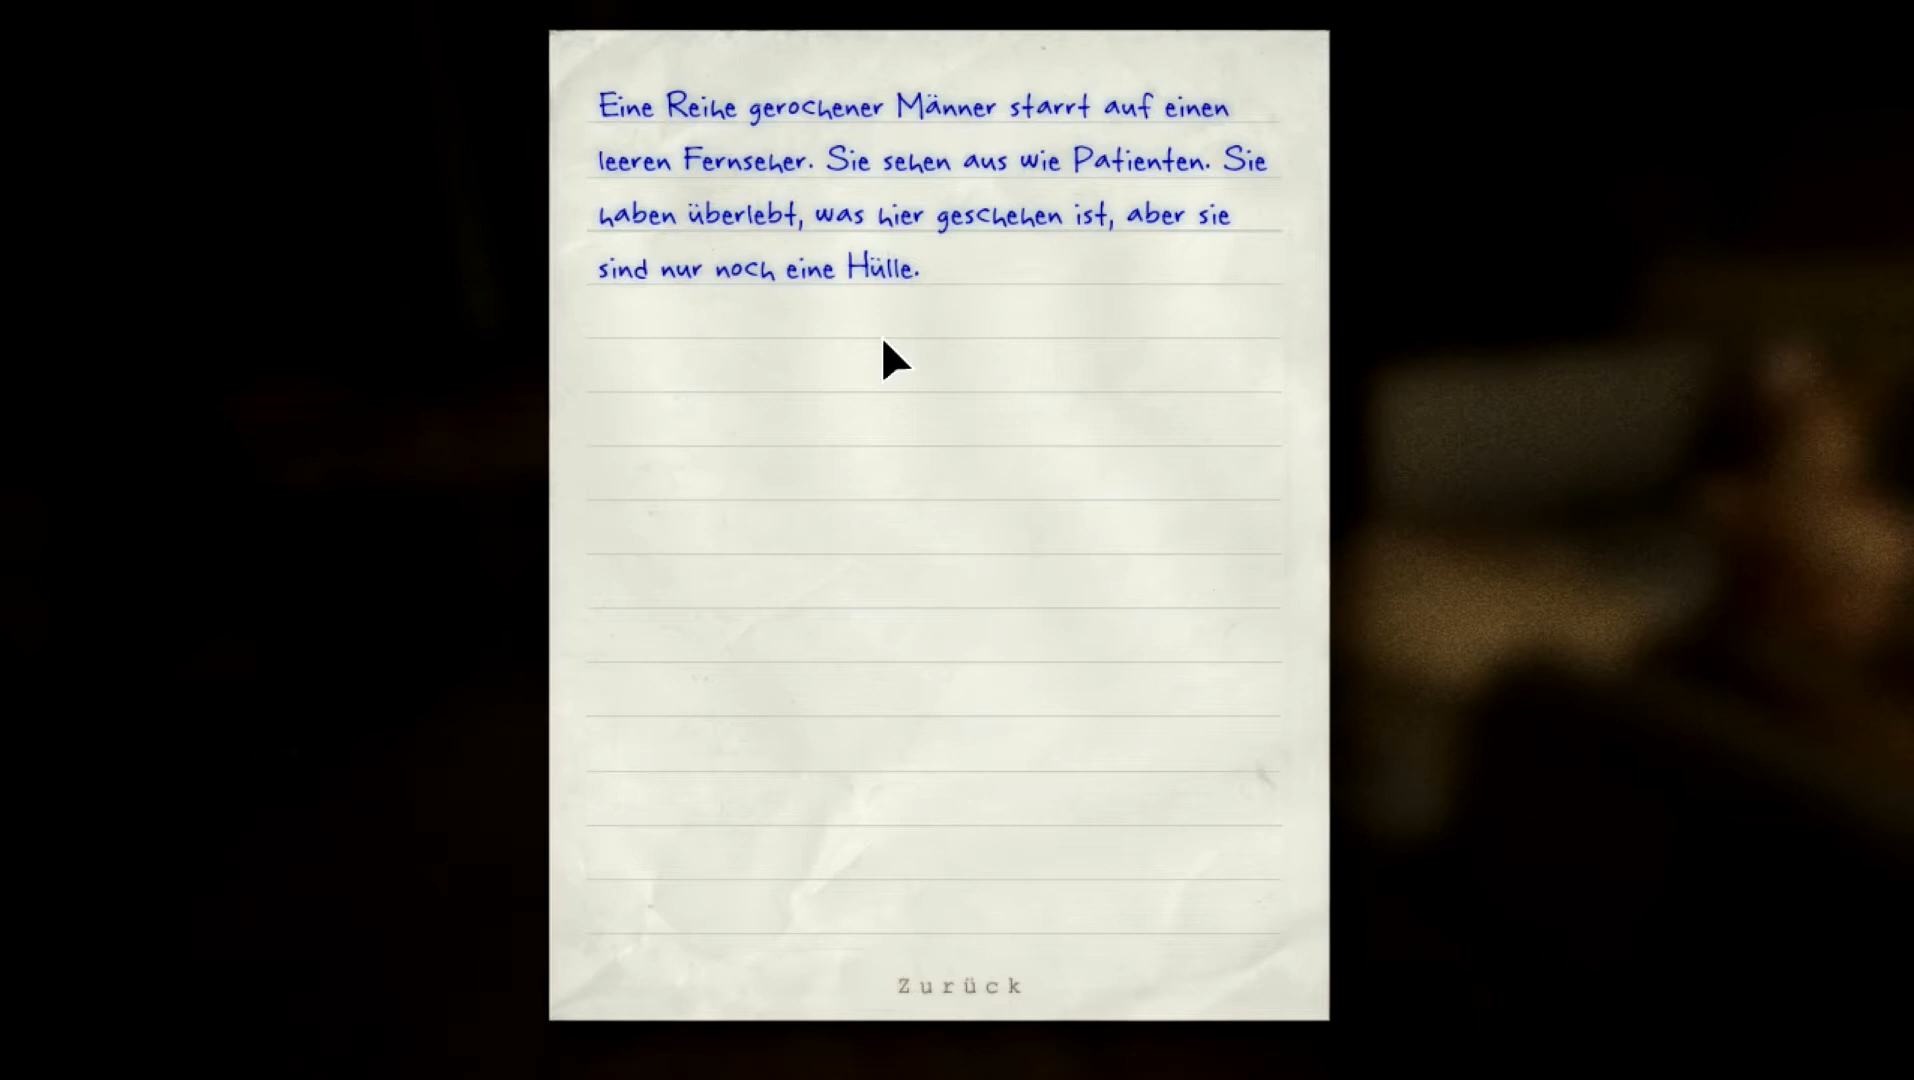 Eine Reihe gerochener Männer starrt auf einen
leeren Fernseher. Sie sehen aus wie Patienten. Sie
haben überlebt, was hier geschehen ist, aber sie
sind nur noch eine Hülle.
Zurück